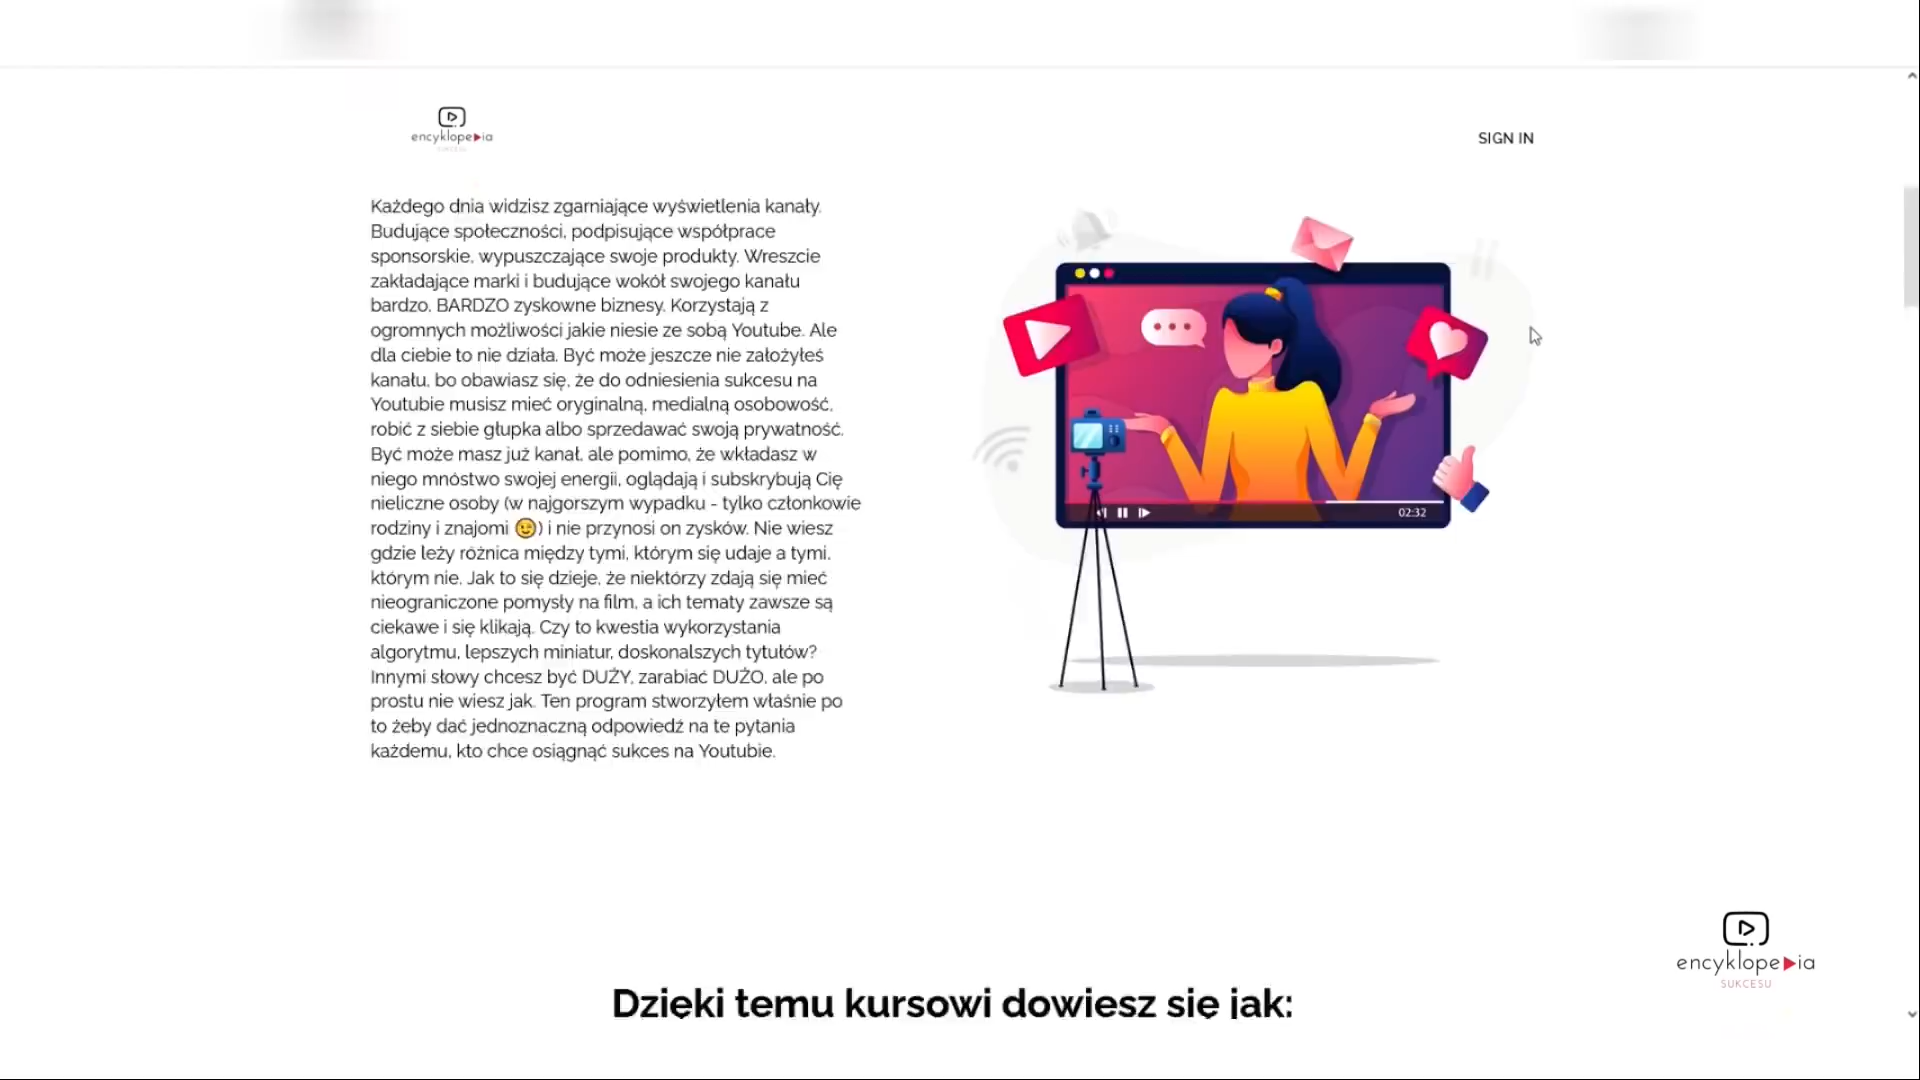 encyklopedia
SUKCESU
SIGN IN
Każdego dnia widzisz zgarniające wyświetlenia kanały.
Budujące społeczności, podpisujące współprace
sponsorskie, wypuszczające swoje produkty. Wreszcie
zakładające marki i budujące wokół swojego kanału
bardzo, BARDZO zyskowne biznesy. Korzystają z
ogromnych możliwości jakie niesie ze sobą Youtube. Ale
dla ciebie to nie działa. Być może jeszcze nie założyłeś
kanału, bo obawiasz się, że do odniesienia sukcesu na
Youtubie musisz mieć oryginalną, medialną osobowość,
robić z siebie głupka albo sprzedawać swoją prywatność.
Być może masz już kanał, ale pomimo, że wkładasz w
niego mnóstwo swojej energii, oglądają i subskrybują Cię
nieliczne osoby (w najgorszym wypadku - tylko członkowie
rodziny i znajomi 😉) i nie przynosi on zysków. Nie wiesz
gdzie leży różnica między tymi, którym się udaje a tymi,
którym nie. Jak to się dzieje, że niektórzy zdają się mieć
nieograniczone pomysły na film, a ich tematy zawsze są
ciekawe i się klikają. Czy to kwestia wykorzystania
algorytmu, lepszych miniatur, doskonalszych tytułów?
Innymi słowy chcesz być DUŻY, zarabiać DUŻO, ale po
prostu nie wiesz jak. Ten program stworzyłem właśnie po
to żeby dać jednoznaczną odpowiedź na te pytania
każdemu, kto chce osiągnąć sukces na Youtubie.
02:32
Dzięki temu kursowi dowiesz się jak:
encyklopedia
SUKCESU